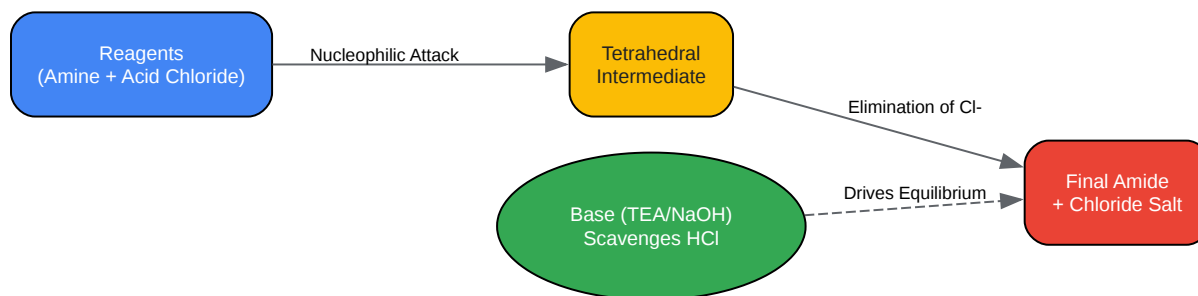 Reagents
(Amine + Acid Chloride)
Nucleophilic Attack
Tetrahedral
Intermediate
Elimination of Cl-
Base (TEA/NaOH)
Scavenges HCl
Drives Equilibrium
Final Amide
+ Chloride Salt